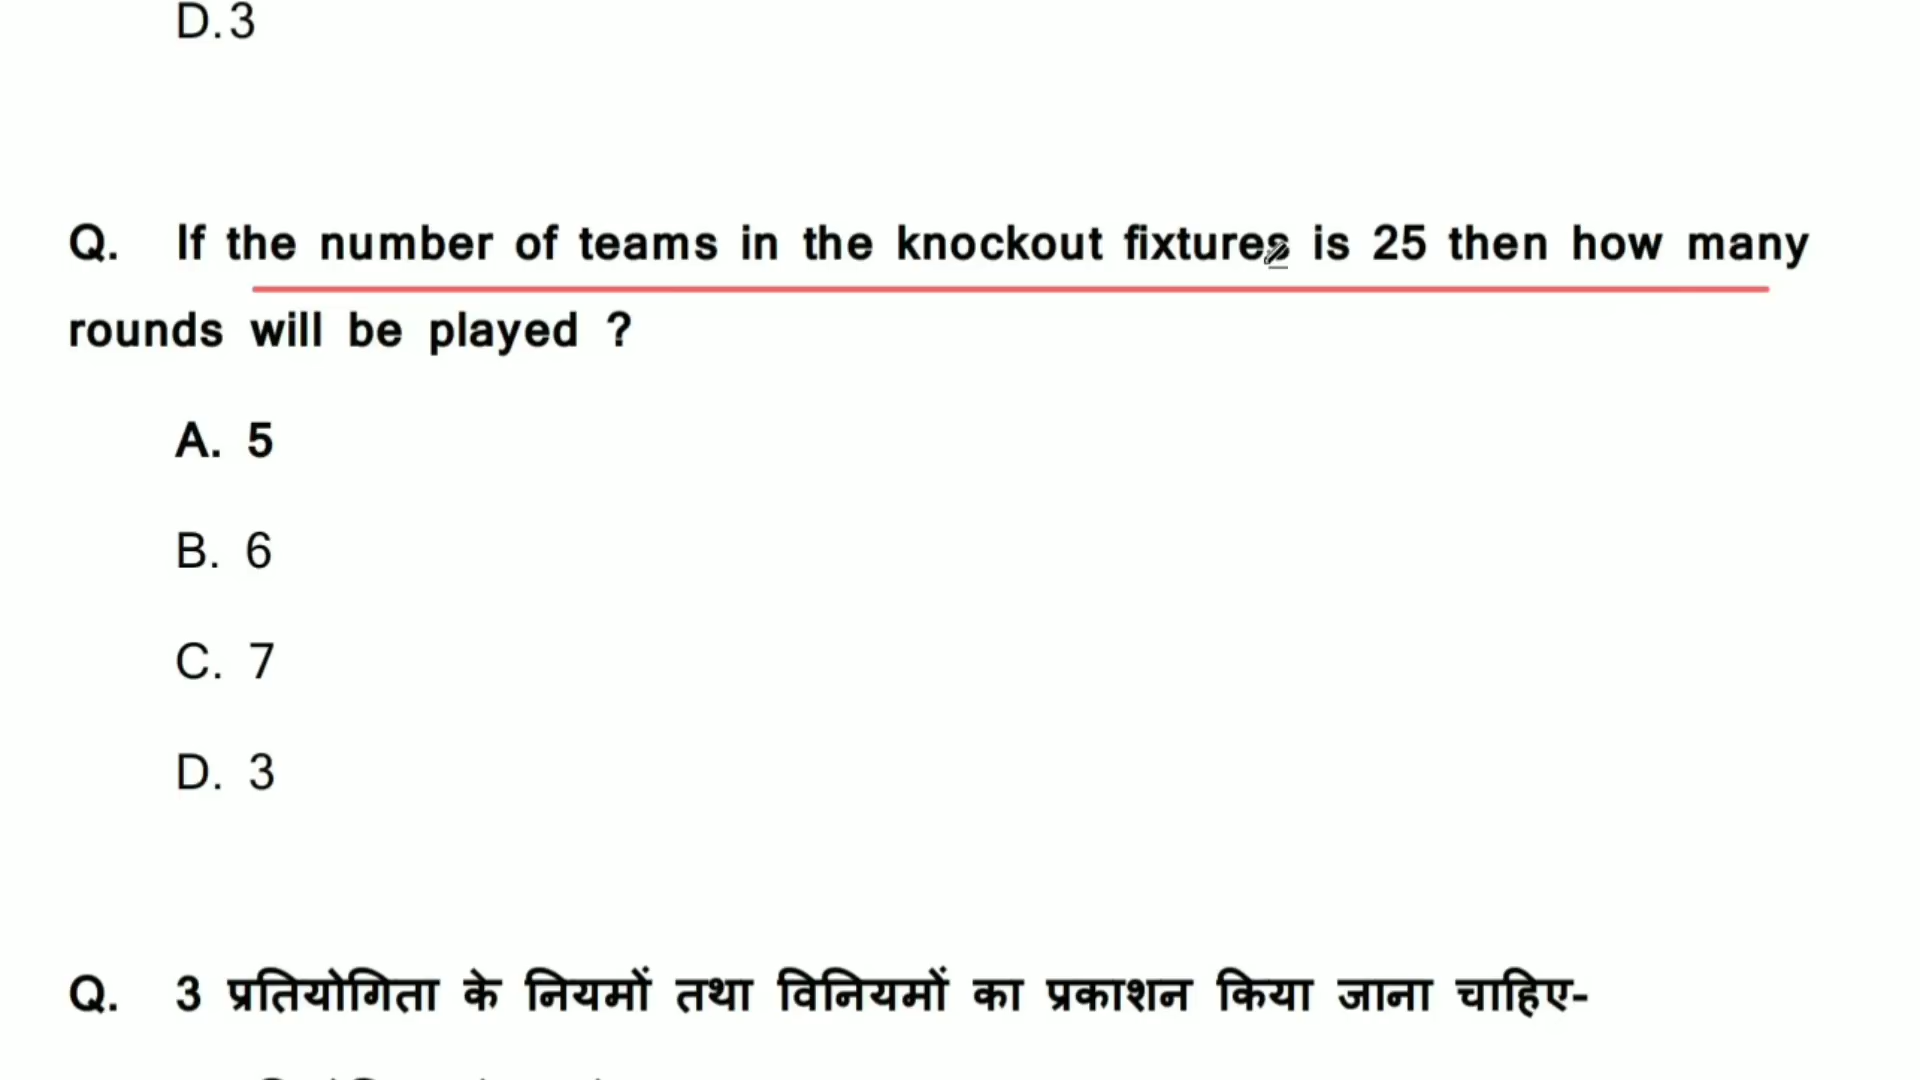 D.3
Q. If the number of teams in the knockout fixtures is 25 then how many
rounds will be played ?
A. 5
B. 6
C. 7
D. 3
Q. 3 प्रतियोगिता के नियमों तथा विनियमों का प्रकाशन किया जाना चाहिए-